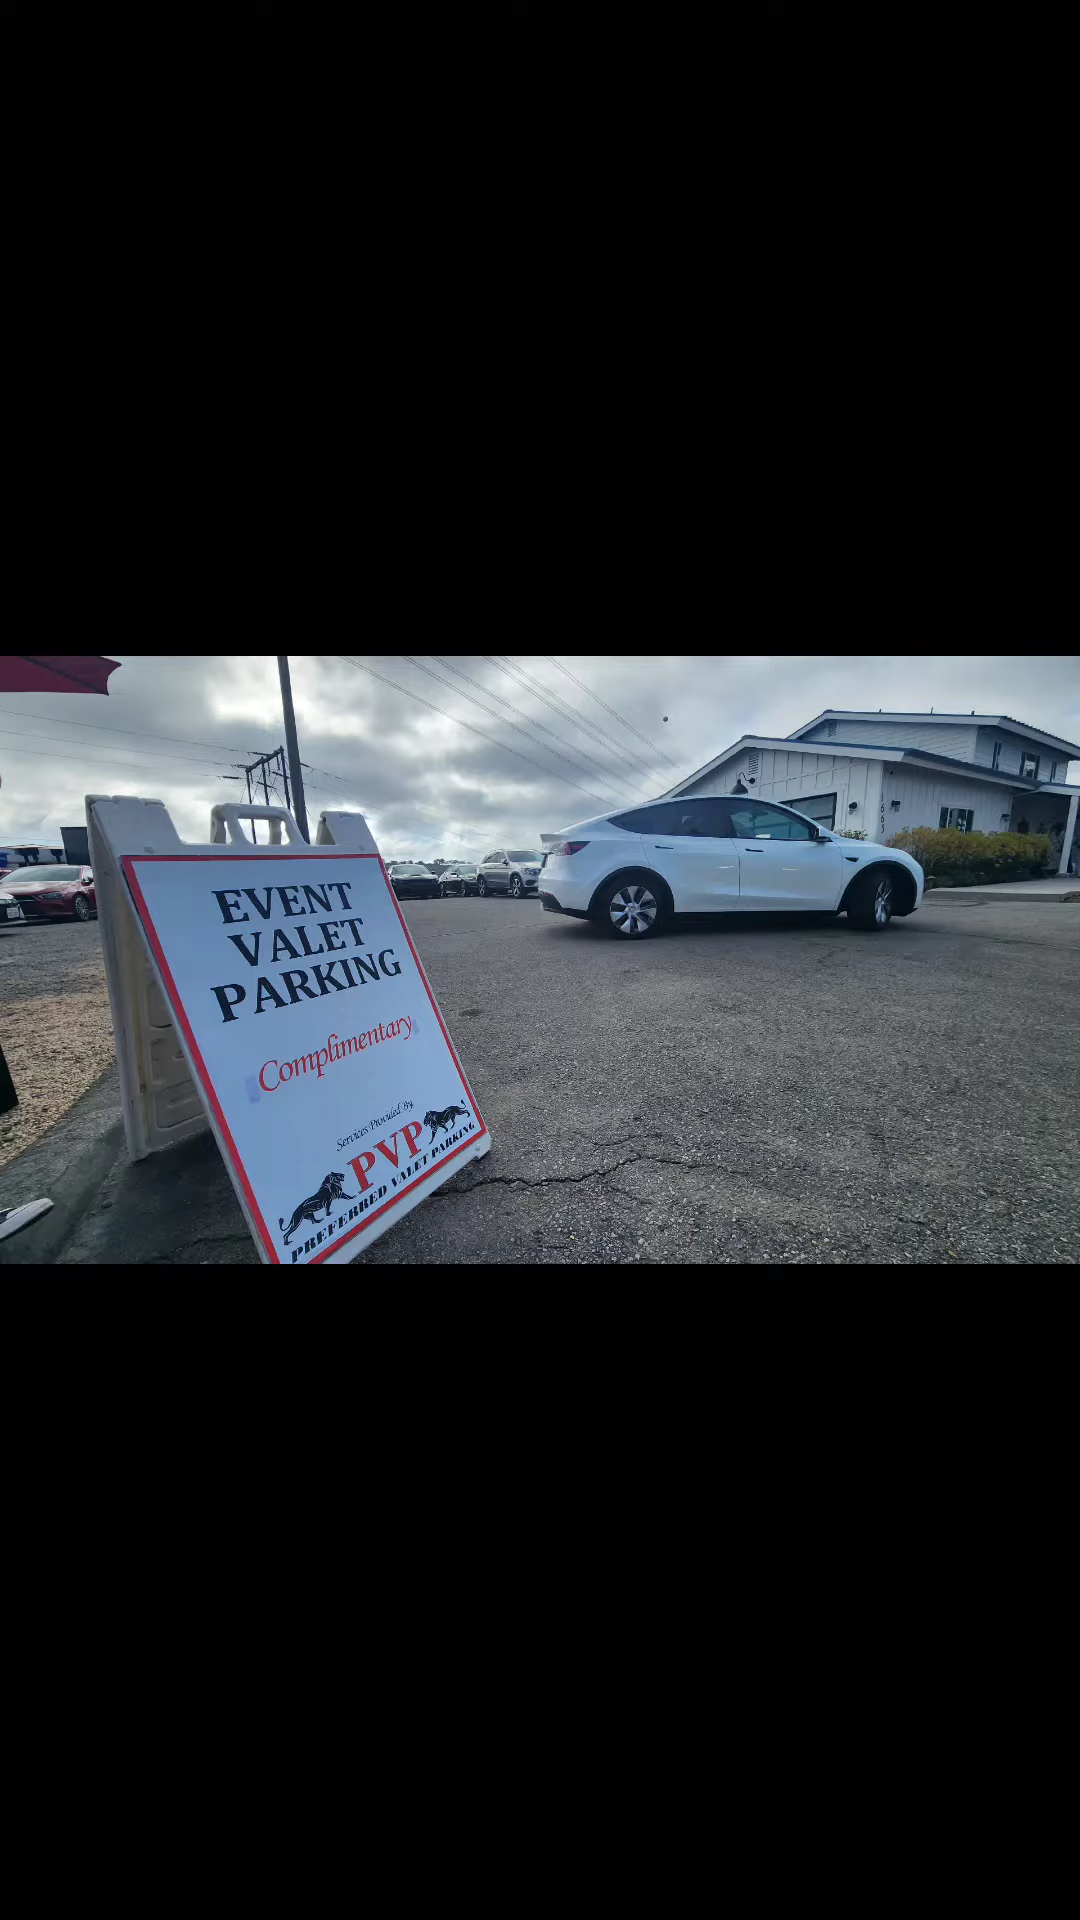 EVENT
VALET
PARKING
Complimentary
Services Provided By
PVP
PREFERRED VALET PARKING